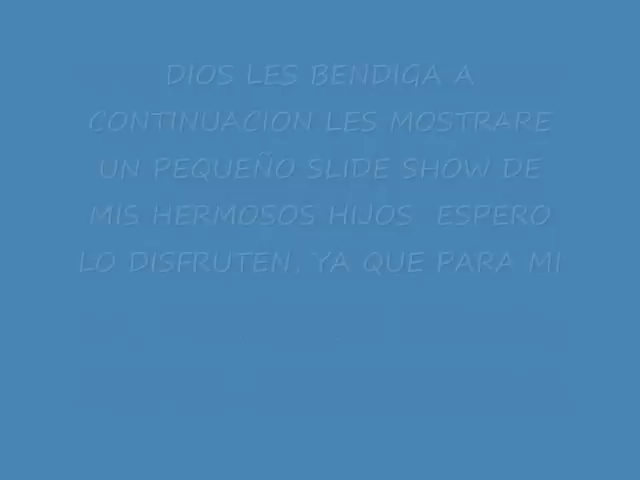 DIOS LES BENDIGA A
CONTINUACION LES MOSTRARE
UN PEQUEÑO SLIDE SHOW DE
MIS HERMOSOS HIJOS ESPERO
LO DISFRUTEN. YA QUE PARA MI